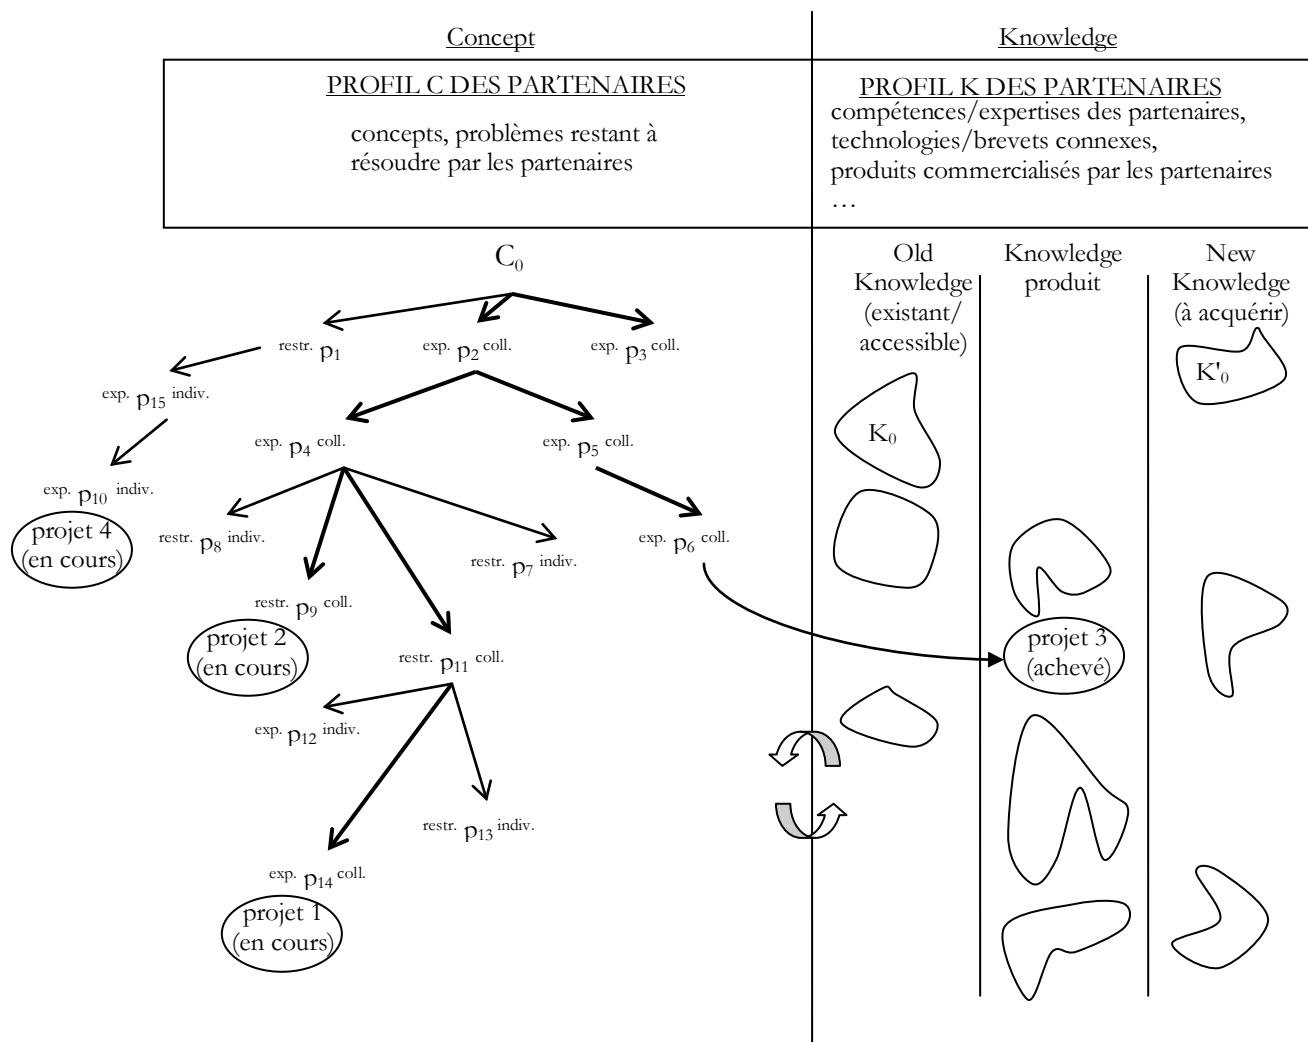 Concept
Knowledge
PROFIL C DES PARTENAIRES
concepts, problèmes restant à
résoudre par les partenaires
PROFIL K DES PARTENAIRES
compétences/expertises des partenaires,
technologies/brevets connexes,
produits commercialisés par les partenaires
…
C0
Old
Knowledge
(existant/
accessible)
Knowledge
produit
New
Knowledge
(à acquérir)
restr. p1
exp. p2 coll.
exp. p3 coll.
K'0
exp. p15 indiv.
exp. p4 coll.
exp. p5 coll.
K0
exp. p10 indiv.
projet 4
(en cours)
restr. p8 indiv.
restr. p7 indiv.
exp. p6 coll.
restr. p9 coll.
projet 2
(en cours)
restr. p11 coll.
projet 3
(achevé)
exp. p12 indiv.
restr. p13 indiv.
exp. p14 coll.
projet 1
(en cours)